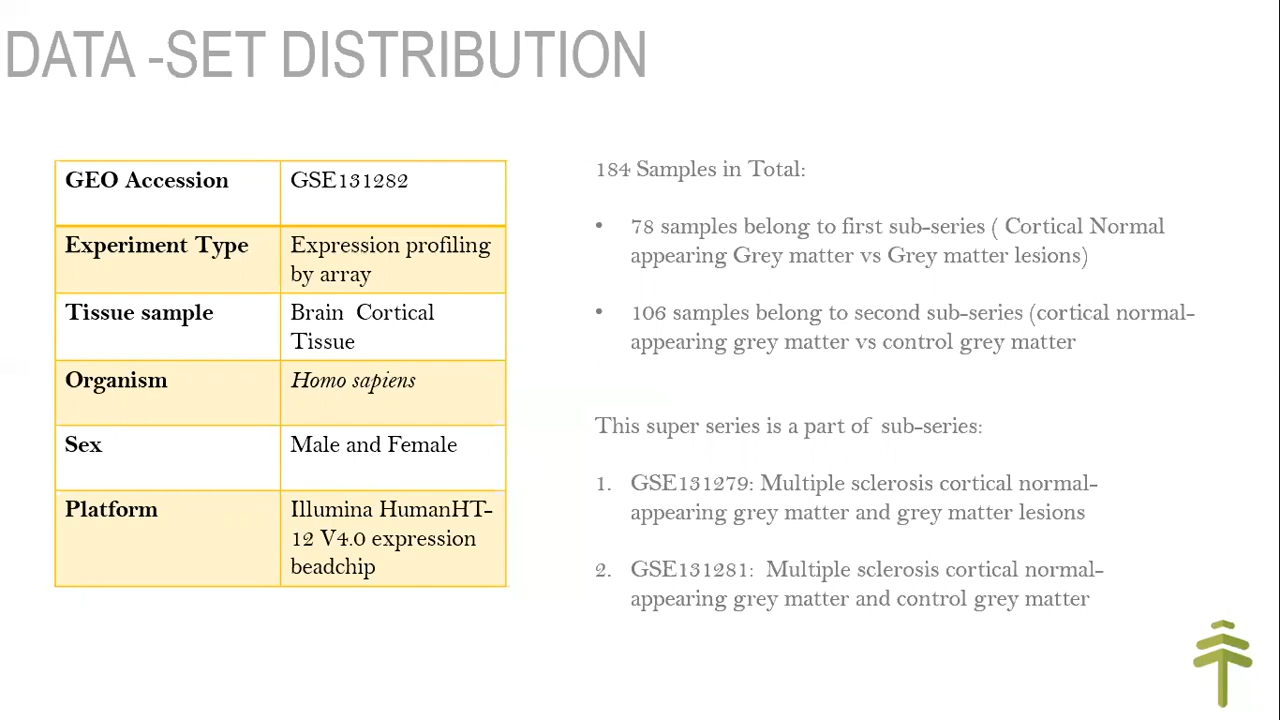 DATA -SET DISTRIBUTION
GEO Accession GSE131282
Experiment Type Expression profiling
by array
Tissue sample Brain Cortical
Tissue
Organism Homo sapiens
Sex Male and Female
Platform Illumina HumanHT-
12 V4.0 expression
beadchip
184 Samples in Total:
• 78 samples belong to first sub-series ( Cortical Normal
appearing Grey matter vs Grey matter lesions)
• 106 samples belong to second sub-series (cortical normal-
appearing grey matter vs control grey matter
This super series is a part of sub-series:
1. GSE131279: Multiple sclerosis cortical normal-
appearing grey matter and grey matter lesions
2. GSE131281: Multiple sclerosis cortical normal-
appearing grey matter and control grey matter